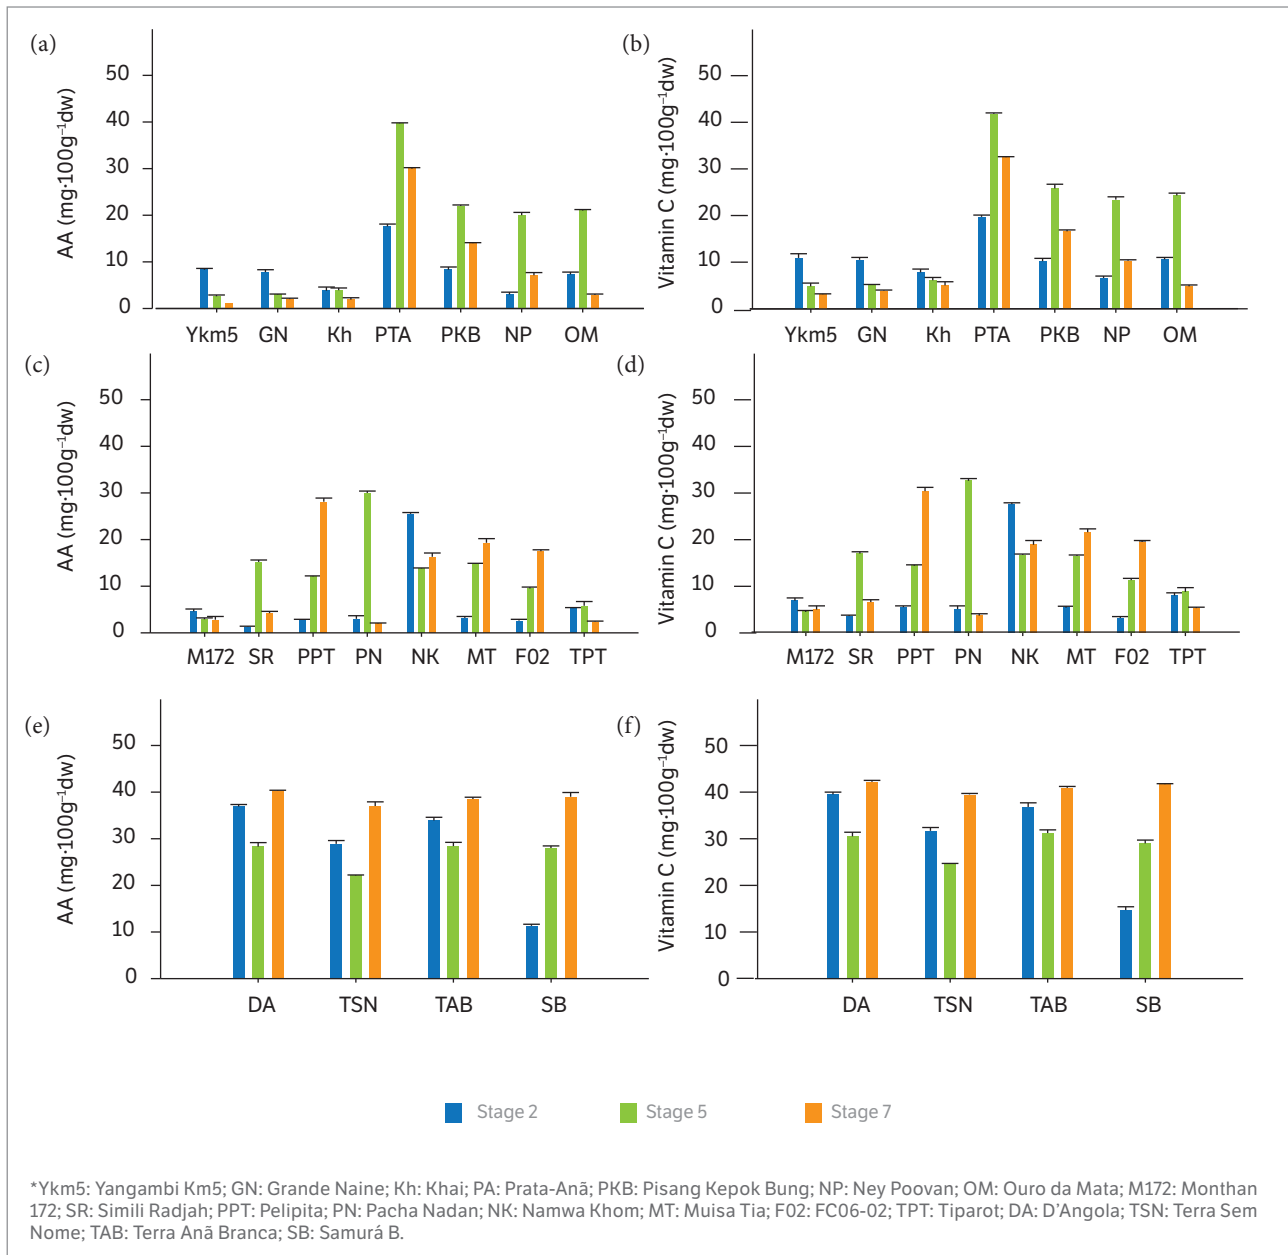 (a)
AA (mg·100g⁻¹dw)
50
40
30
20
10
0
Ykm5 GN Kh PTA PKB NP OM
(b)
Vitamin C (mg·100g⁻¹dw)
50
40
30
20
10
0
Ykm5 GN Kh PTA PKB NP OM
(c)
AA (mg·100g⁻¹dw)
50
40
30
20
10
0
M172 SR PPT PN NK MT F02 TPT
(d)
Vitamin C (mg·100g⁻¹dw)
50
40
30
20
10
0
M172 SR PPT PN NK MT F02 TPT
(e)
AA (mg·100g⁻¹dw)
50
40
30
20
10
0
DA TSN TAB SB
(f)
Vitamin C (mg·100g⁻¹dw)
50
40
30
20
10
0
DA TSN TAB SB
Stage 2 Stage 5 Stage 7
*Ykm5: Yangambi Km5; GN: Grande Naine; Kh: Khai; PA: Prata-Anã; PKB: Pisang Kepok Bung; NP: Ney Poovan; OM: Ouro da Mata; M172: Monthan
172; SR: Simili Radjah; PPT: Pelipita; PN: Pacha Nadan; NK: Namwa Khom; MT: Muisa Tia; F02: FC06-02; TPT: Tiparot; DA: D’Angola; TSN: Terra Sem
Nome; TAB: Terra Anã Branca; SB: Samurá B.